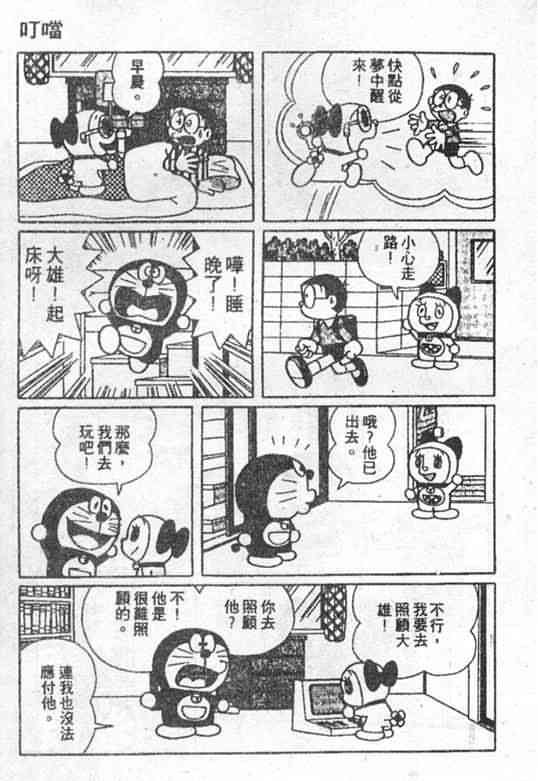 叮噹
快點從
夢中醒
來！
早晨。
小心走
路！
嘩！睡
晚了！
大雄！起
床呀！
哦？他已
出去。
那麼，
我們去
玩吧！
不行，
我要去
照顧大
雄！
你去
照顧
他？
不！
他是
很難照
顧的。
連我也沒法
應付他。